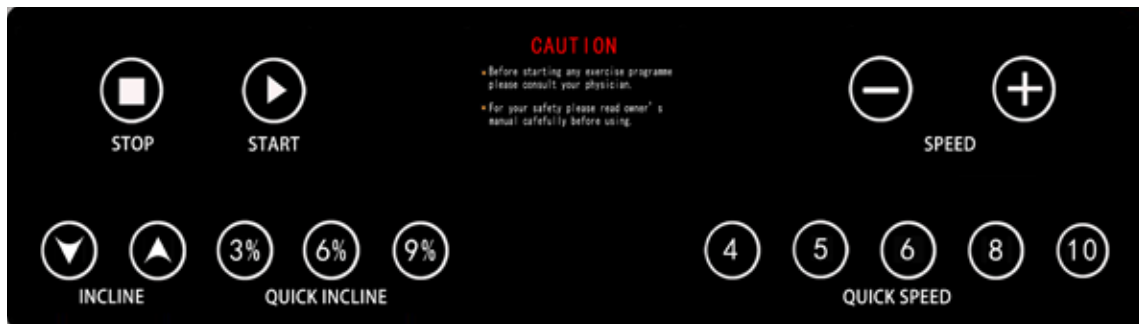 CAUTION
Before starting any exercise programme
please consult your physician.
For your safety please read owner's
manual cafefully before using.
STOP
START
SPEED
3%
6%
9%
4
5
6
8
10
INCLINE
QUICK INCLINE
QUICK SPEED